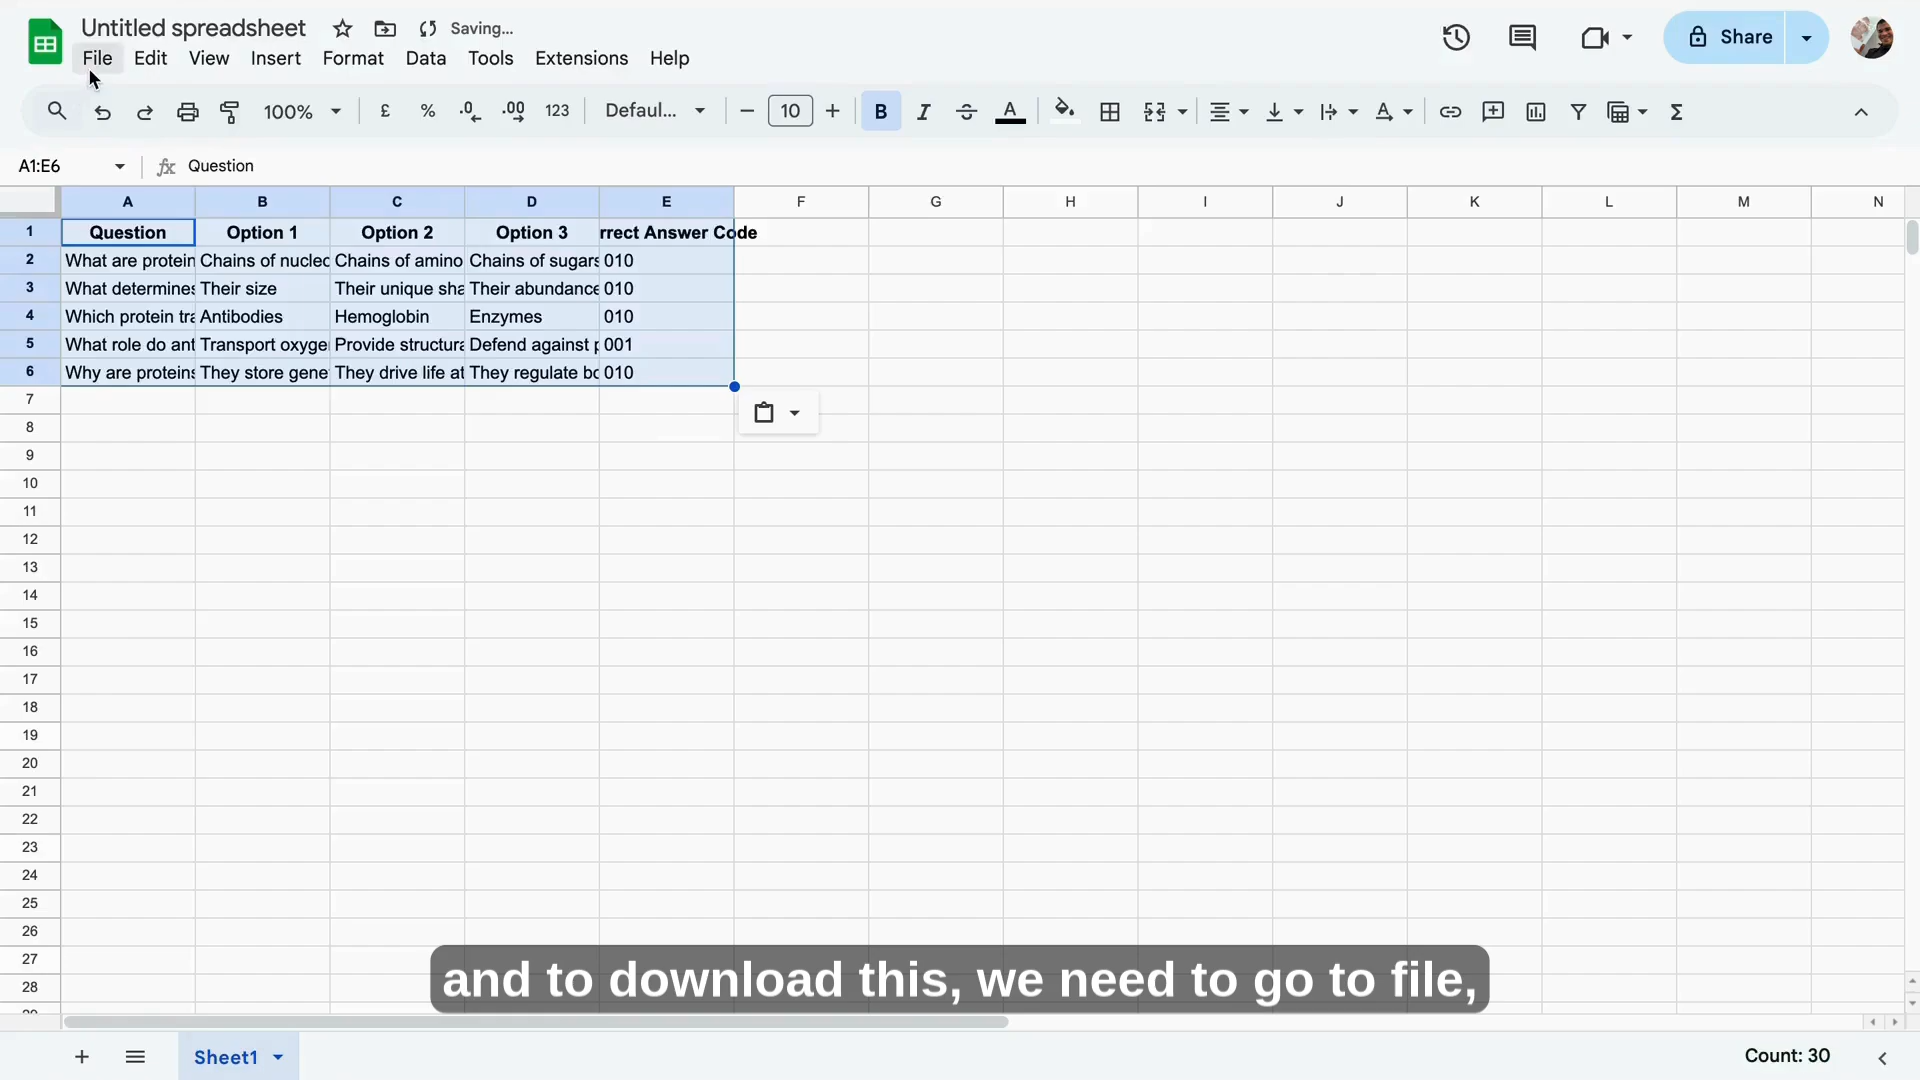 Untitled spreadsheet Saving...
File Edit View Insert Format Data Tools Extensions Help
Share
100% £ % .0 .00 123 Defaul... 10 B I A A Σ
A1:E6 fx Question
A B C D E F G H I J K L M N
1 Question Option 1 Option 2 Option 3 rrect Answer Code
2 What are protein Chains of nucleo Chains of amino Chains of sugars 010
3 What determines Their size Their unique sha Their abundance 010
4 Which protein tra Antibodies Hemoglobin Enzymes 010
5 What role do ant Transport oxyge Provide structura Defend against p 001
6 Why are proteins They store gene They drive life at They regulate bo 010
7
8
9
10
11
12
13
14
15
16
17
18
19
20
21
22
23
24
25
26
27
28
and to download this, we need to go to file,
Sheet1 Count: 30